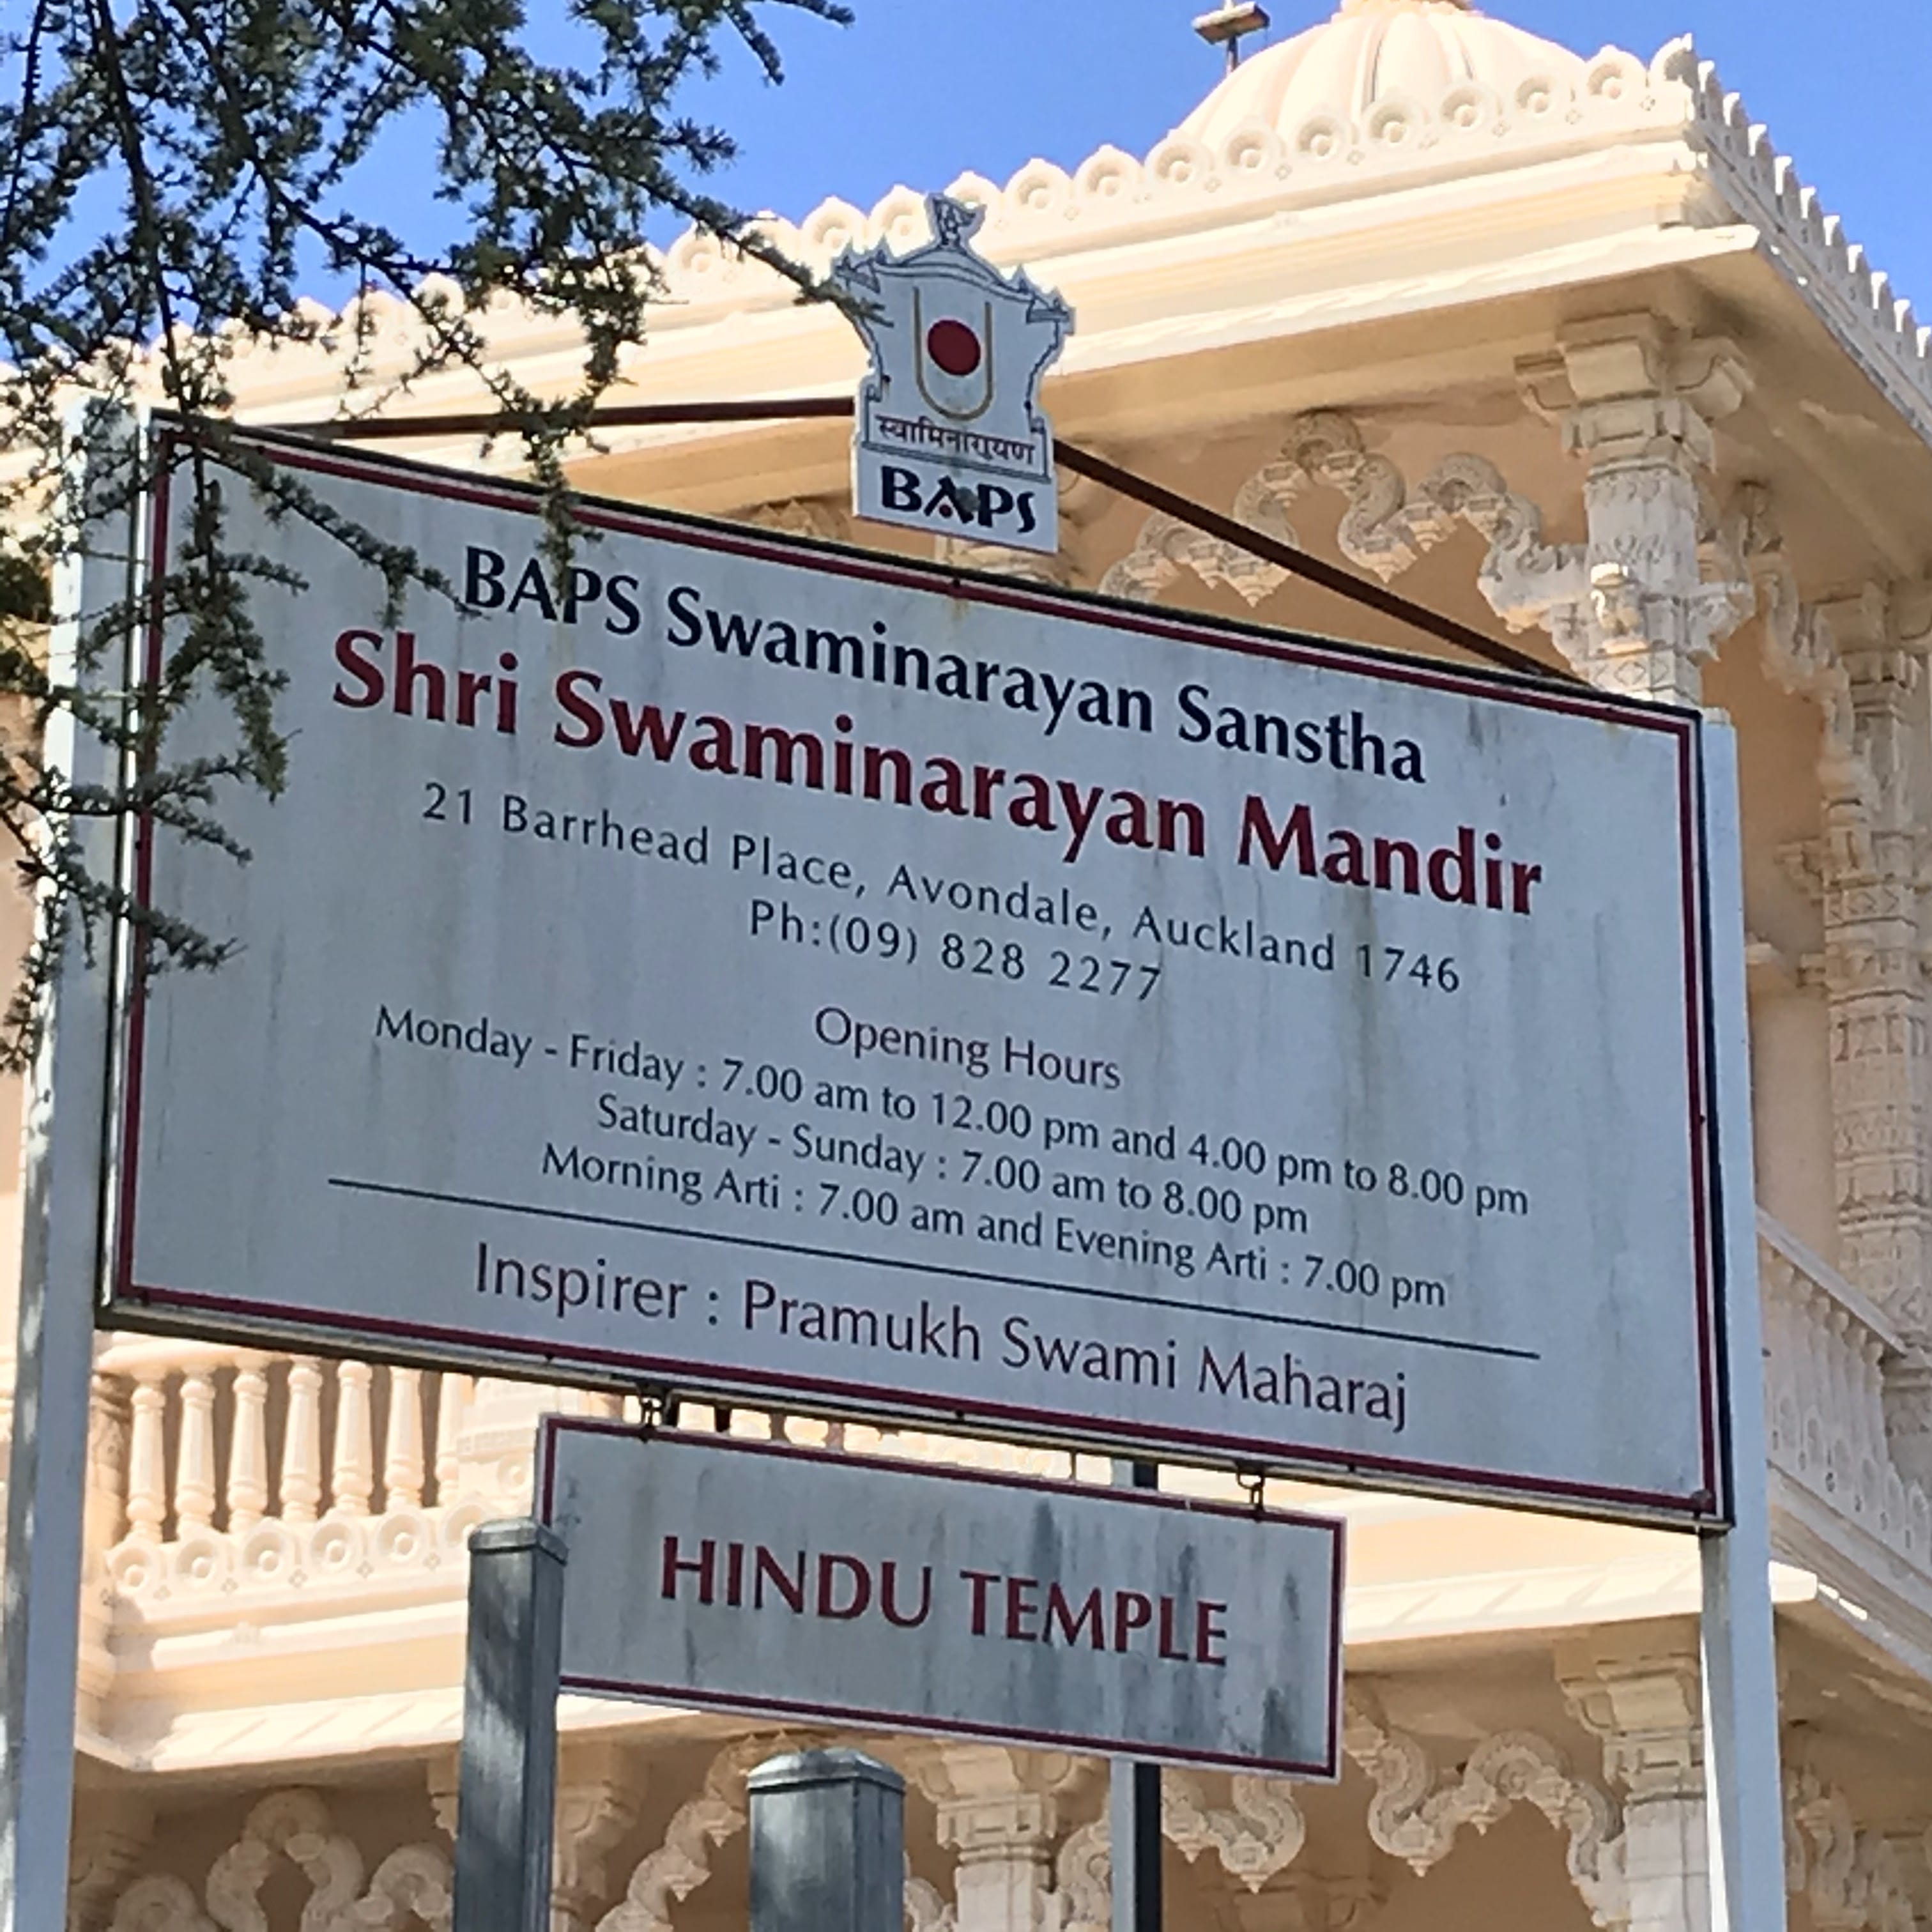 स्वामिनारायण
BAPS
BAPS Swaminarayan Sanstha
Shri Swaminarayan Mandir
21 Barrhead Place, Avondale, Auckland 1746
Ph:(09) 828 2277
Opening Hours
Monday - Friday : 7.00 am to 12.00 pm and 4.00 pm to 8.00 pm
Saturday - Sunday : 7.00 am to 8.00 pm
Morning Arti : 7.00 am and Evening Arti : 7.00 pm
Inspirer : Pramukh Swami Maharaj
HINDU TEMPLE